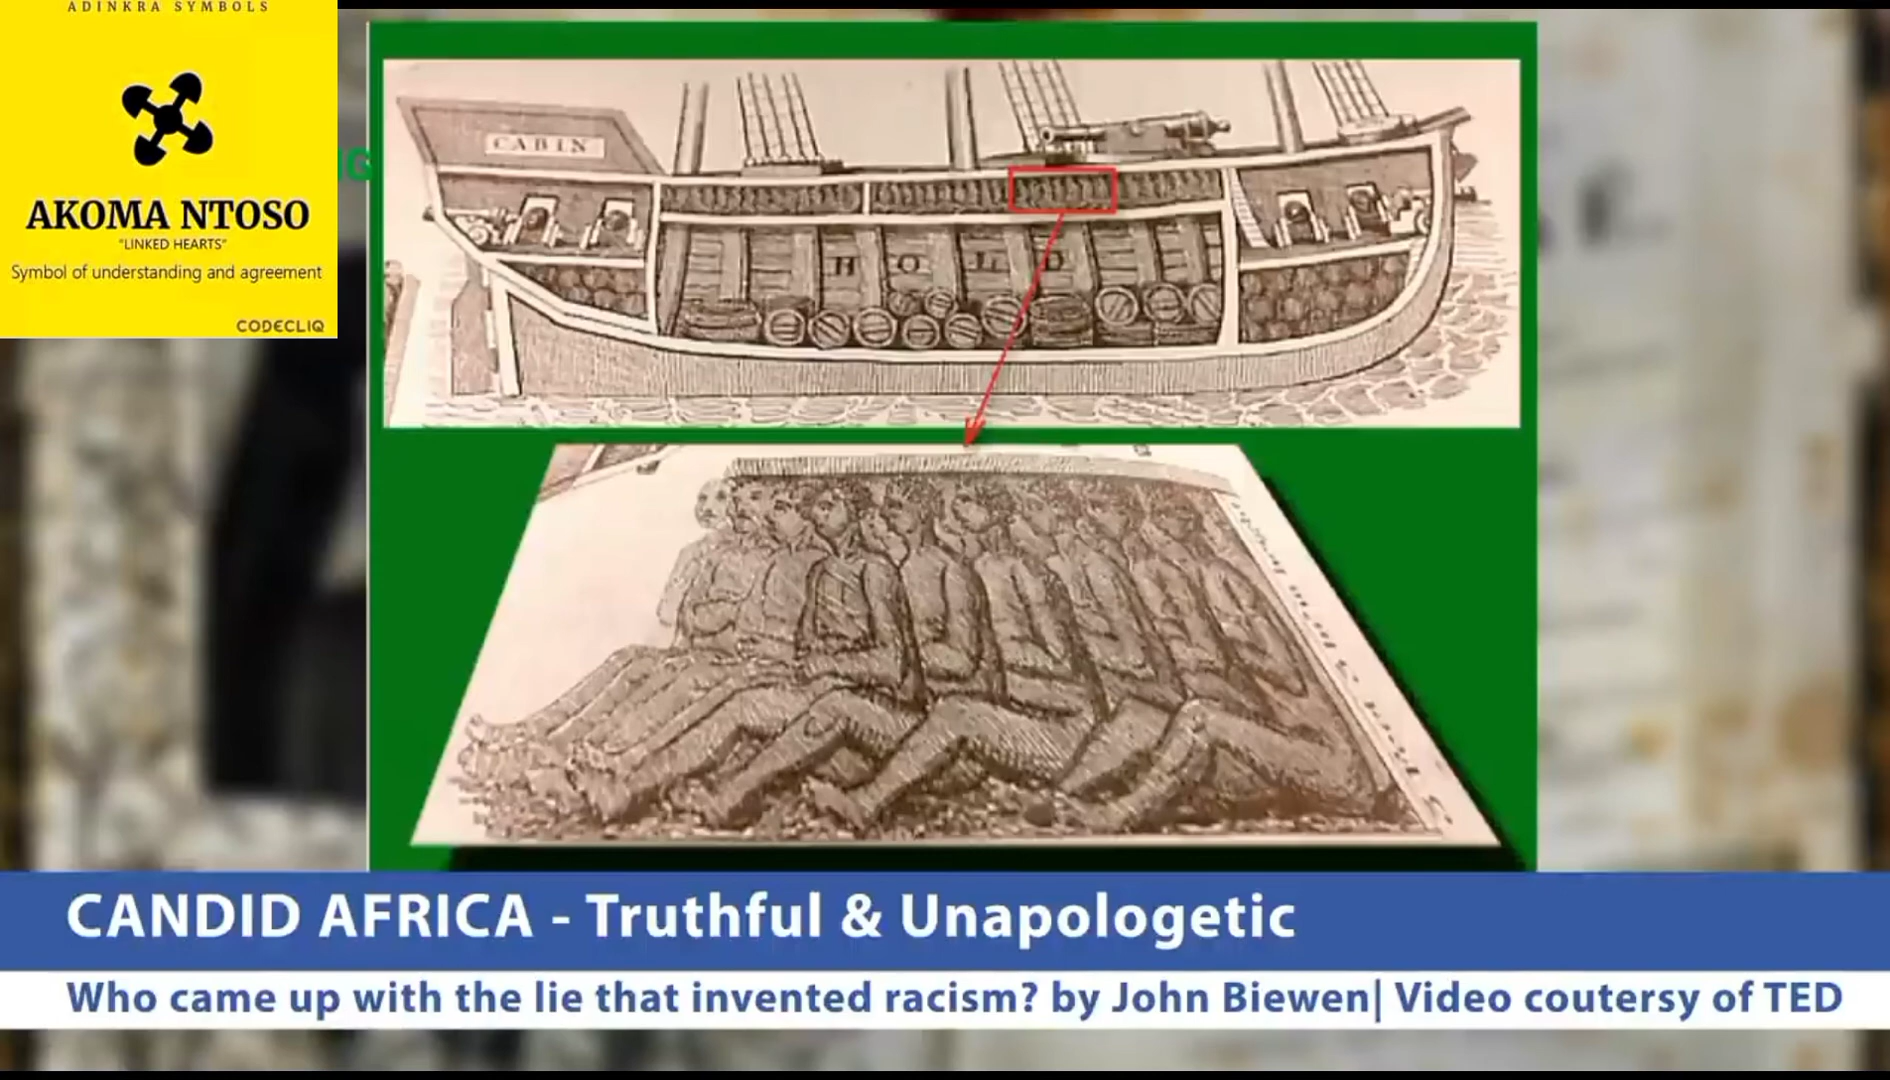 ADINKRA SYMBOLS
AKOMA NTOSO
"LINKED HEARTS"
Symbol of understanding and agreement
CODECLIQ
CABIN
HOLD
CANDID AFRICA - Truthful & Unapologetic
Who came up with the lie that invented racism? by John Biewen| Video coutersy of TED